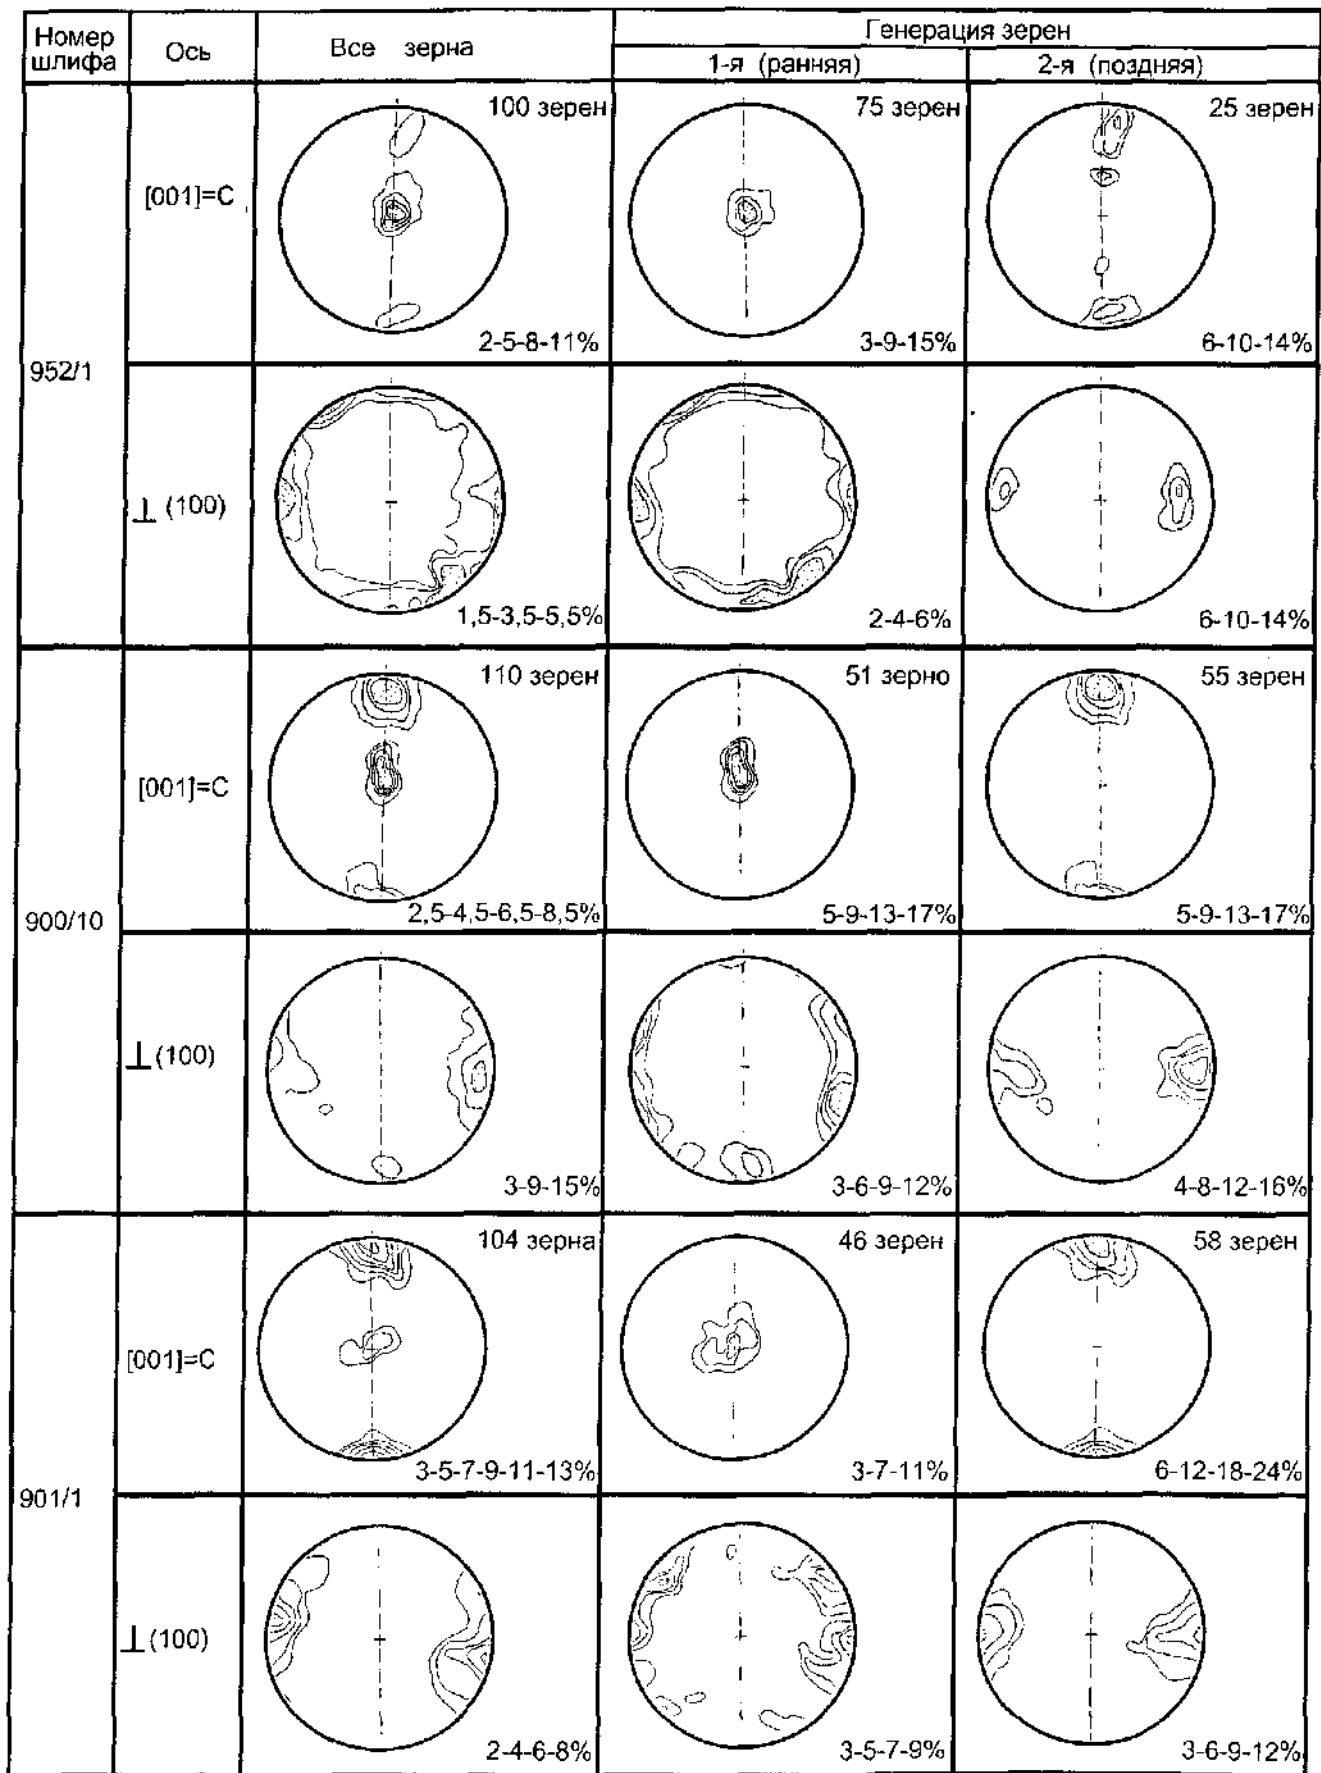 Номер шлифа
Ось
Все зерна
Генерация зерен
1-я (ранняя)
2-я (поздняя)
952/1
[001]=C
100 зерен
2-5-8-11%
75 зерен
3-9-15%
25 зерен
6-10-14%
⊥(100)
1,5-3,5-5,5%
2-4-6%
6-10-14%
900/10
[001]=C
110 зерен
2,5-4,5-6,5-8,5%
51 зерно
5-9-13-17%
55 зерен
5-9-13-17%
⊥(100)
3-9-15%
3-6-9-12%
4-8-12-16%
901/1
[001]=C
104 зерна
3-5-7-9-11-13%
46 зерен
3-7-11%
58 зерен
6-12-18-24%
⊥(100)
2-4-6-8%
3-5-7-9%
3-6-9-12%